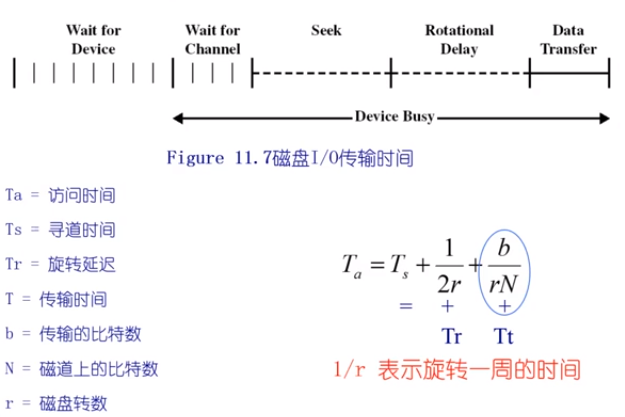 Wait for Device
Wait for Channel
Seek
Rotational Delay
Data Transfer
Device Busy
Figure 11.7磁盘I/O传输时间
Ta = 访问时间
Ts = 寻道时间
Tr = 旋转延迟
T = 传输时间
b = 传输的比特数
N = 磁道上的比特数
r = 磁盘转数
T_a = T_s + 1/2r + b/rN
= + +
Tr Tt
1/r 表示旋转一周的时间